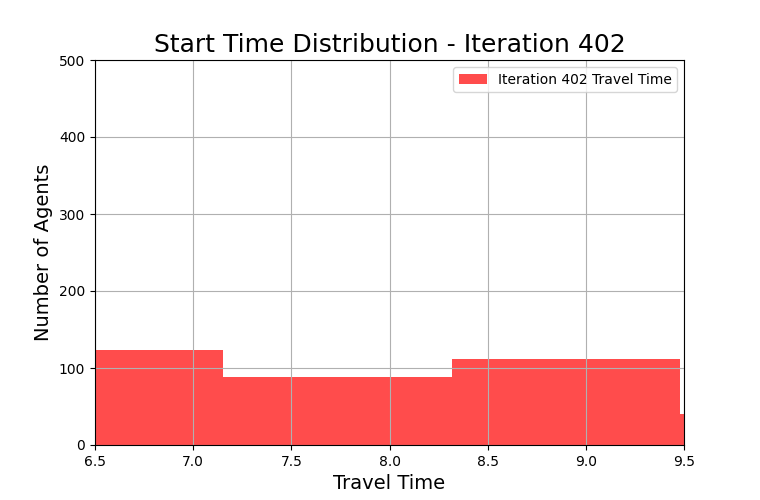 Start Time Distribution - Iteration 402
Iteration 402 Travel Time
Number of Agents
500
400
300
200
100
0
6.5 7.0 7.5 8.0 8.5 9.0 9.5
Travel Time